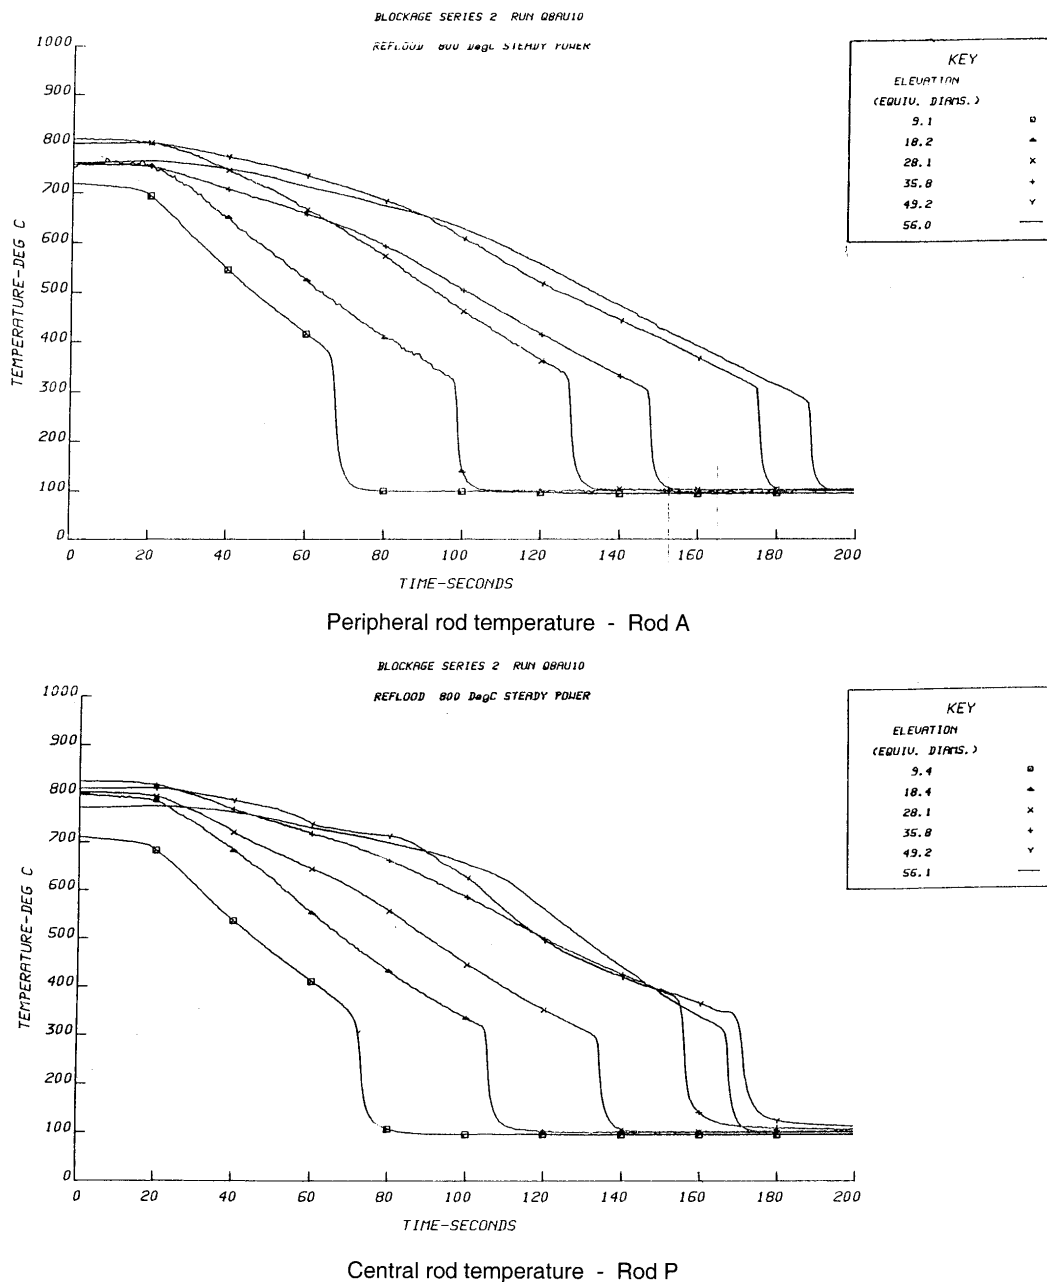 BLOCKAGE SERIES 2 RUN Q8AU10
REFLOOD 800 DegC STEADY POWER
1000
900
800
700
600
500
400
300
200
100
0
TEMPERATURE-DEG C
0 20 40 60 80 100 120 140 160 180 200
TIME-SECONDS
KEY
ELEVATION
(EQUIV. DIAMS.)
9.1
18.2
28.1
35.8
49.2
56.0
Peripheral rod temperature - Rod A
BLOCKAGE SERIES 2 RUN Q8AU10
REFLOOD 800 DegC STEADY POWER
1000
900
800
700
600
500
400
300
200
100
0
TEMPERATURE-DEG C
0 20 40 60 80 100 120 140 160 180 200
TIME-SECONDS
KEY
ELEVATION
(EQUIV. DIAMS.)
9.4
18.4
28.1
35.8
49.2
56.1
Central rod temperature - Rod P